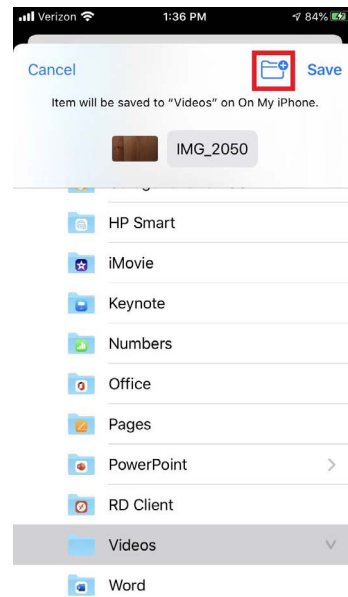 Verizon 1:36 PM 84%
Cancel Save
Item will be saved to “Videos” on On My iPhone.
IMG_2050
HP Smart
iMovie
Keynote
Numbers
Office
Pages
PowerPoint
RD Client
Videos
Word